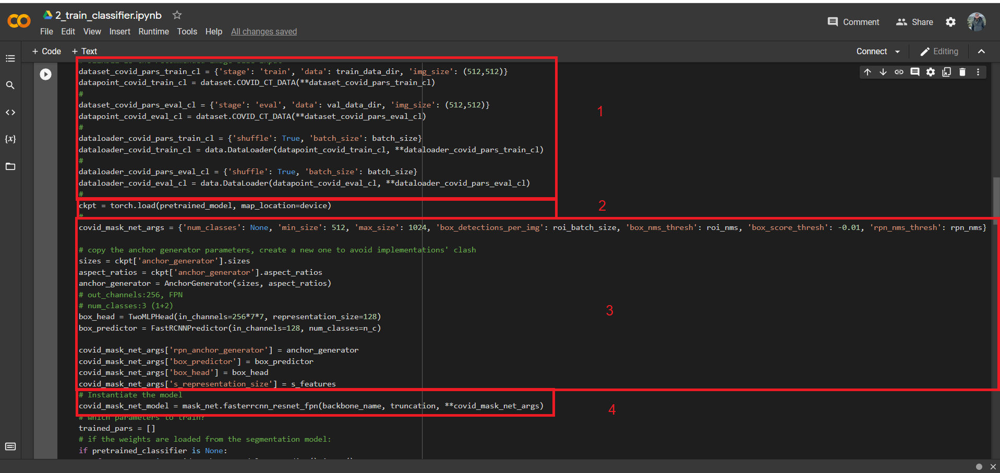 2_train_classifier.ipynb
File Edit View Insert Runtime Tools Help All changes saved
Comment Share
+ Code + Text
Connect Editing
dataset_covid_pars_train_cl = {'stage': 'train', 'data': train_data_dir, 'img_size': (512,512)}
datapoint_covid_train_cl = dataset.COVID_CT_DATA(**dataset_covid_pars_train_cl)
#
dataset_covid_pars_eval_cl = {'stage': 'eval', 'data': val_data_dir, 'img_size': (512,512)}
datapoint_covid_eval_cl = dataset.COVID_CT_DATA(**dataset_covid_pars_eval_cl)
1
#
dataloader_covid_pars_train_cl = {'shuffle': True, 'batch_size': batch_size}
dataloader_covid_train_cl = data.DataLoader(datapoint_covid_train_cl, **dataloader_covid_pars_train_cl)
#
dataloader_covid_pars_eval_cl = {'shuffle': True, 'batch_size': batch_size}
dataloader_covid_eval_cl = data.DataLoader(datapoint_covid_eval_cl, **dataloader_covid_pars_eval_cl)
#
ckpt = torch.load(pretrained_model, map_location=device)
2
#
covid_mask_net_args = {'num_classes': None, 'min_size': 512, 'max_size': 1024, 'box_detections_per_img': roi_batch_size, 'box_nms_thresh': roi_nms, 'box_score_thresh': -0.01, 'rpn_nms_thresh': rpn_nms}
# copy the anchor generator parameters, create a new one to avoid implementations' clash
sizes = ckpt['anchor_generator'].sizes
aspect_ratios = ckpt['anchor_generator'].aspect_ratios
anchor_generator = AnchorGenerator(sizes, aspect_ratios)
# out_channels:256, FPN
# num_classes:3 (1+2)
3
box_head = TwoMLPHead(in_channels=256*7*7, representation_size=128)
box_predictor = FastRCNNPredictor(in_channels=128, num_classes=n_c)
covid_mask_net_args['rpn_anchor_generator'] = anchor_generator
covid_mask_net_args['box_predictor'] = box_predictor
covid_mask_net_args['box_head'] = box_head
covid_mask_net_args['s_representation_size'] = s_features
# Instantiate the model
covid_mask_net_model = mask_net.fasterrcnn_resnet_fpn(backbone_name, truncation, **covid_mask_net_args)
4
# which parameters to train?
trained_pars = []
# if the weights are loaded from the segmentation model:
if pretrained_classifier is None: